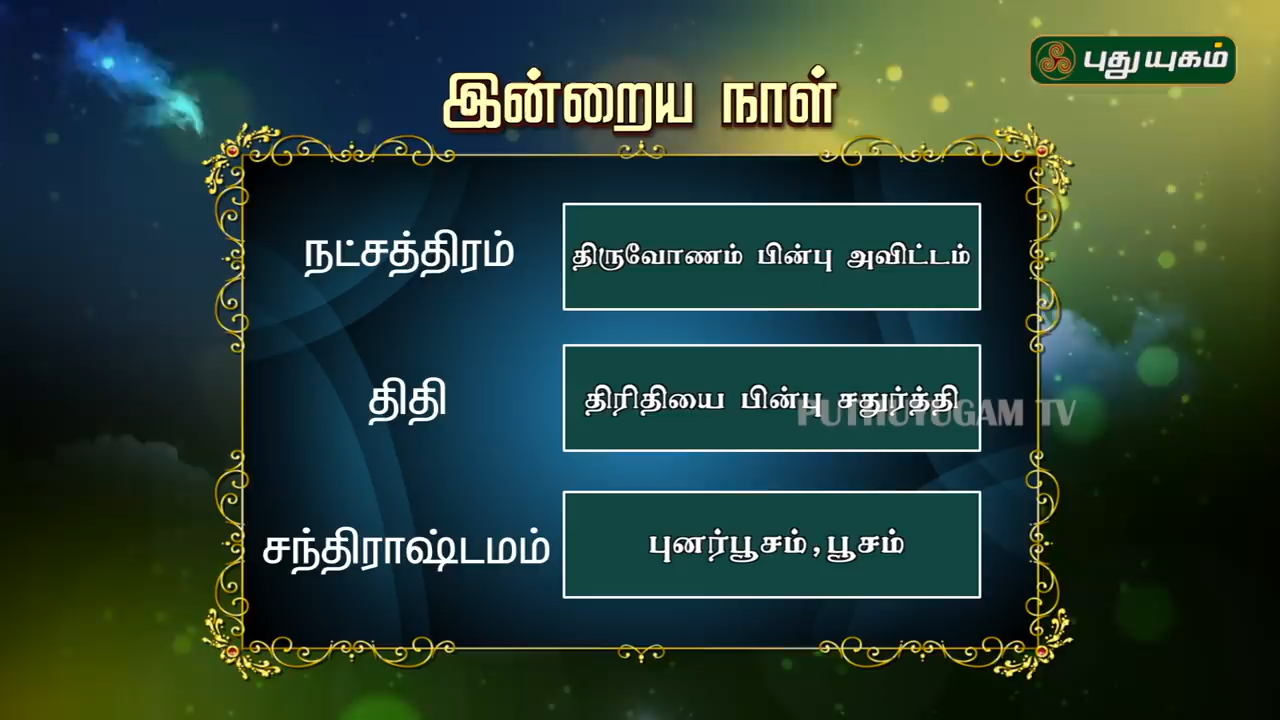 புதுயுகம்
இன்றைய நாள்
நட்சத்திரம்
திருவோணம் பின்பு அவிட்டம்
திதி
திரிதியை பின்பு சதுர்த்தி
PUTHUYUGAM TV
சந்திராஷ்டமம்
புனர்பூசம்,பூசம்